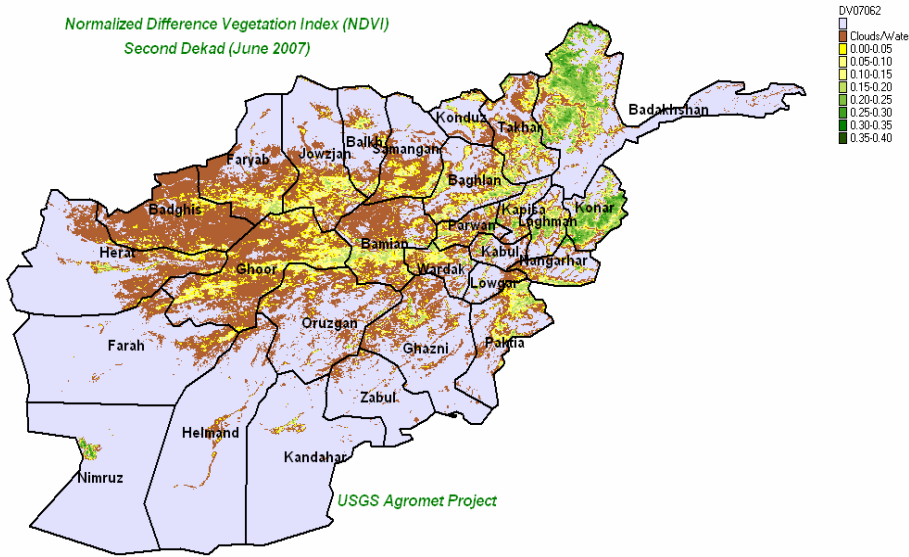 Normalized Difference Vegetation Index (NDVI)
Second Dekad (June 2007)
DV07062
Clouds/Wate
0.00-0.05
0.05-0.10
0.10-0.15
0.15-0.20
0.20-0.25
0.25-0.30
0.30-0.35
0.35-0.40
Badakhshan
Konduz
Takhar
Balkh
Jowzjan
Samangan
Faryab
Baghlan
Badghis
Kapisa
Konar
Parwan
Loghman
Herat
Bamian
Kabul
Nangarhar
Ghoor
Wardak
Lowgar
Oruzgan
Farah
Ghazni
Paktia
Zabul
Helmand
Kandahar
Nimruz
USGS Agromet Project